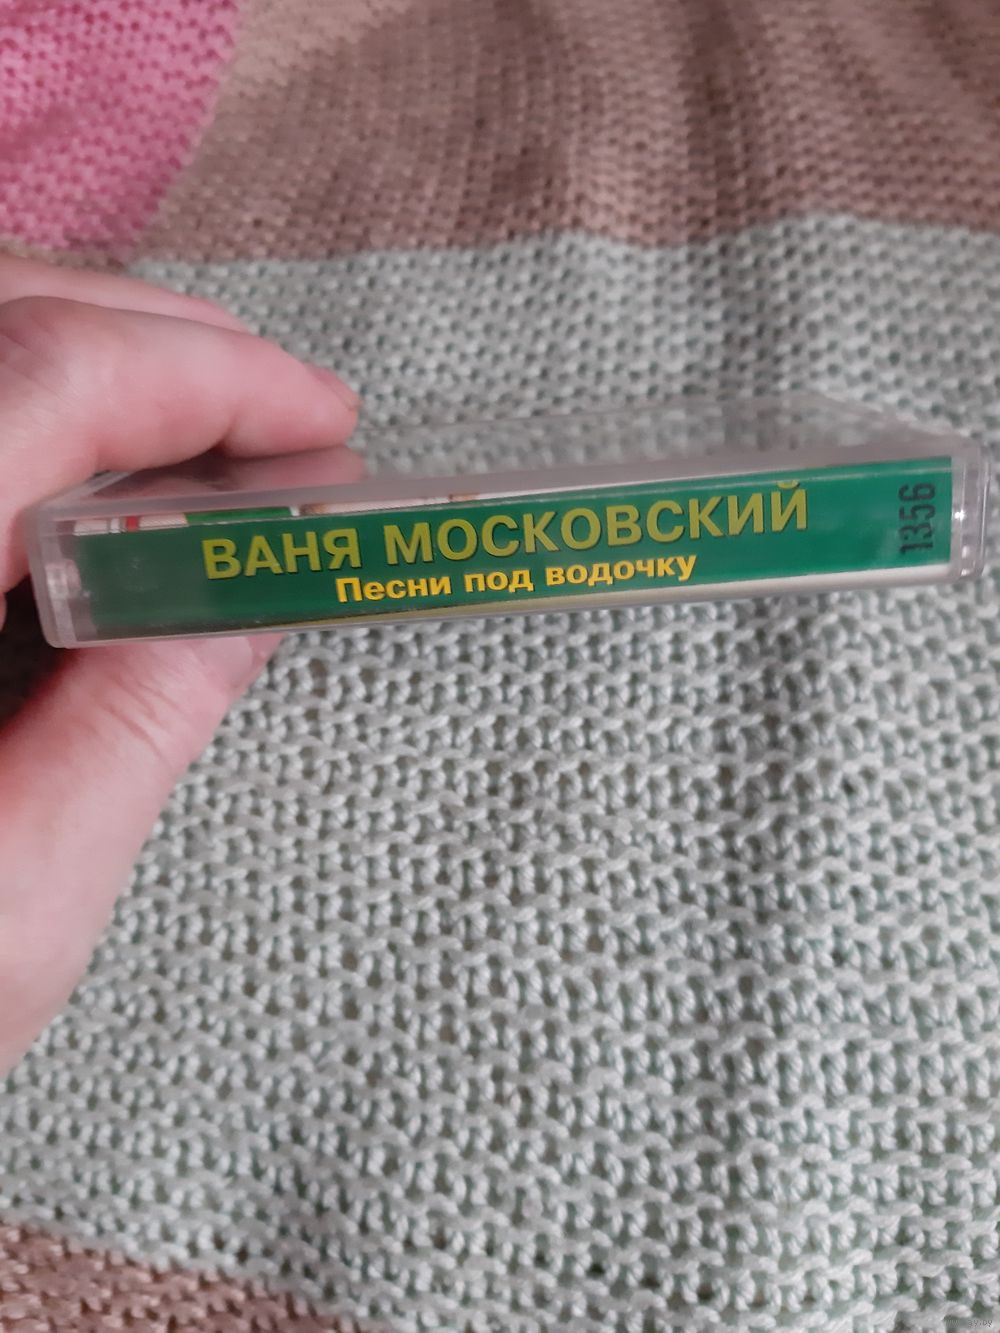 ВАНЯ МОСКОВСКИЙ
Песни под водочку
1356